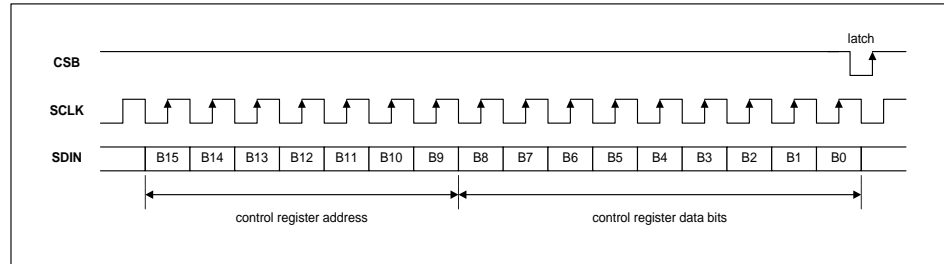 latch
CSB
SCLK
SDIN B15 B14 B13 B12 B11 B10 B9 B8 B7 B6 B5 B4 B3 B2 B1 B0
control register address control register data bits